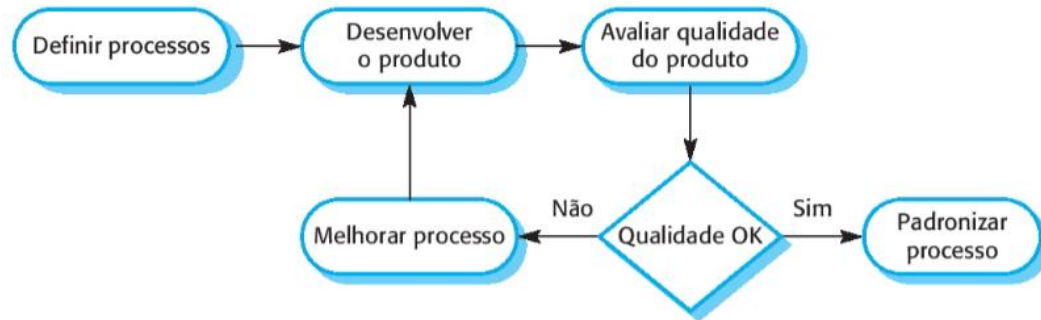 Definir processos
Desenvolver
o produto
Avaliar qualidade
do produto
Não
Sim
Melhorar processo
Qualidade OK
Padronizar
processo